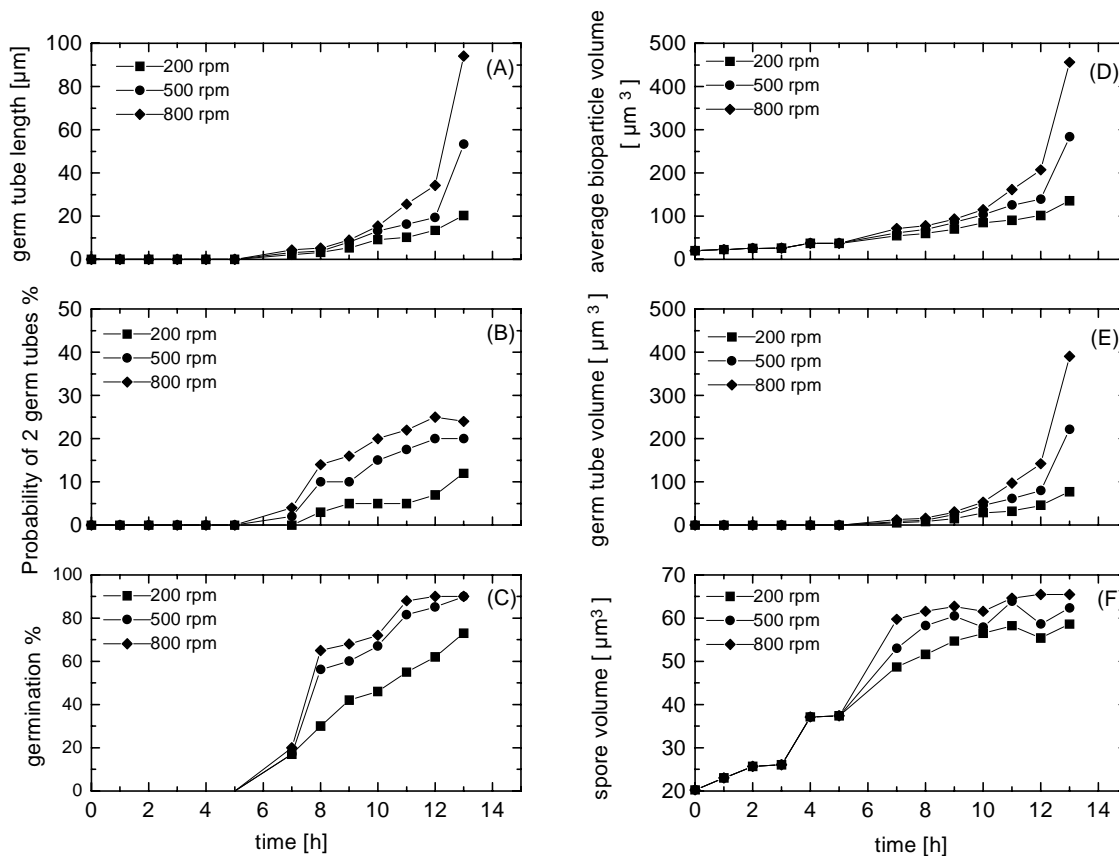 germ tube length [µm]
100
80
60
40
20
0
200 rpm
500 rpm
800 rpm
(A)
Probability of 2 germ tubes %
50
40
30
20
10
0
200 rpm
500 rpm
800 rpm
(B)
germination %
100
80
60
40
20
0
200 rpm
500 rpm
800 rpm
(C)
0 2 4 6 8 10 12 14
time [h]
average bioparticle volume
[ µm ³ ]
500
400
300
200
100
0
200 rpm
500 rpm
800 rpm
(D)
germ tube volume [ µm ³ ]
500
400
300
200
100
0
200 rpm
500 rpm
800 rpm
(E)
spore volume [ µm³]
70
60
50
40
30
20
200 rpm
500 rpm
800 rpm
(F)
0 2 4 6 8 10 12 14
time [h]